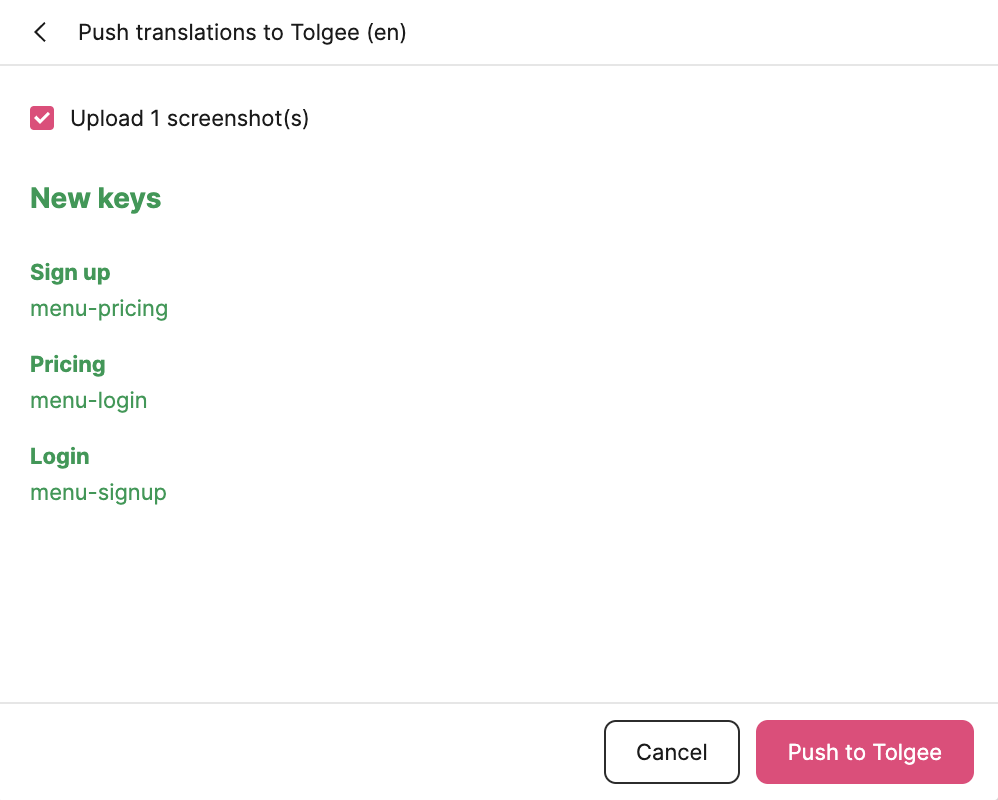 Push translations to Tolgee (en)
Upload 1 screenshot(s)
New keys
Sign up
menu-pricing
Pricing
menu-login
Login
menu-signup
Cancel
Push to Tolgee